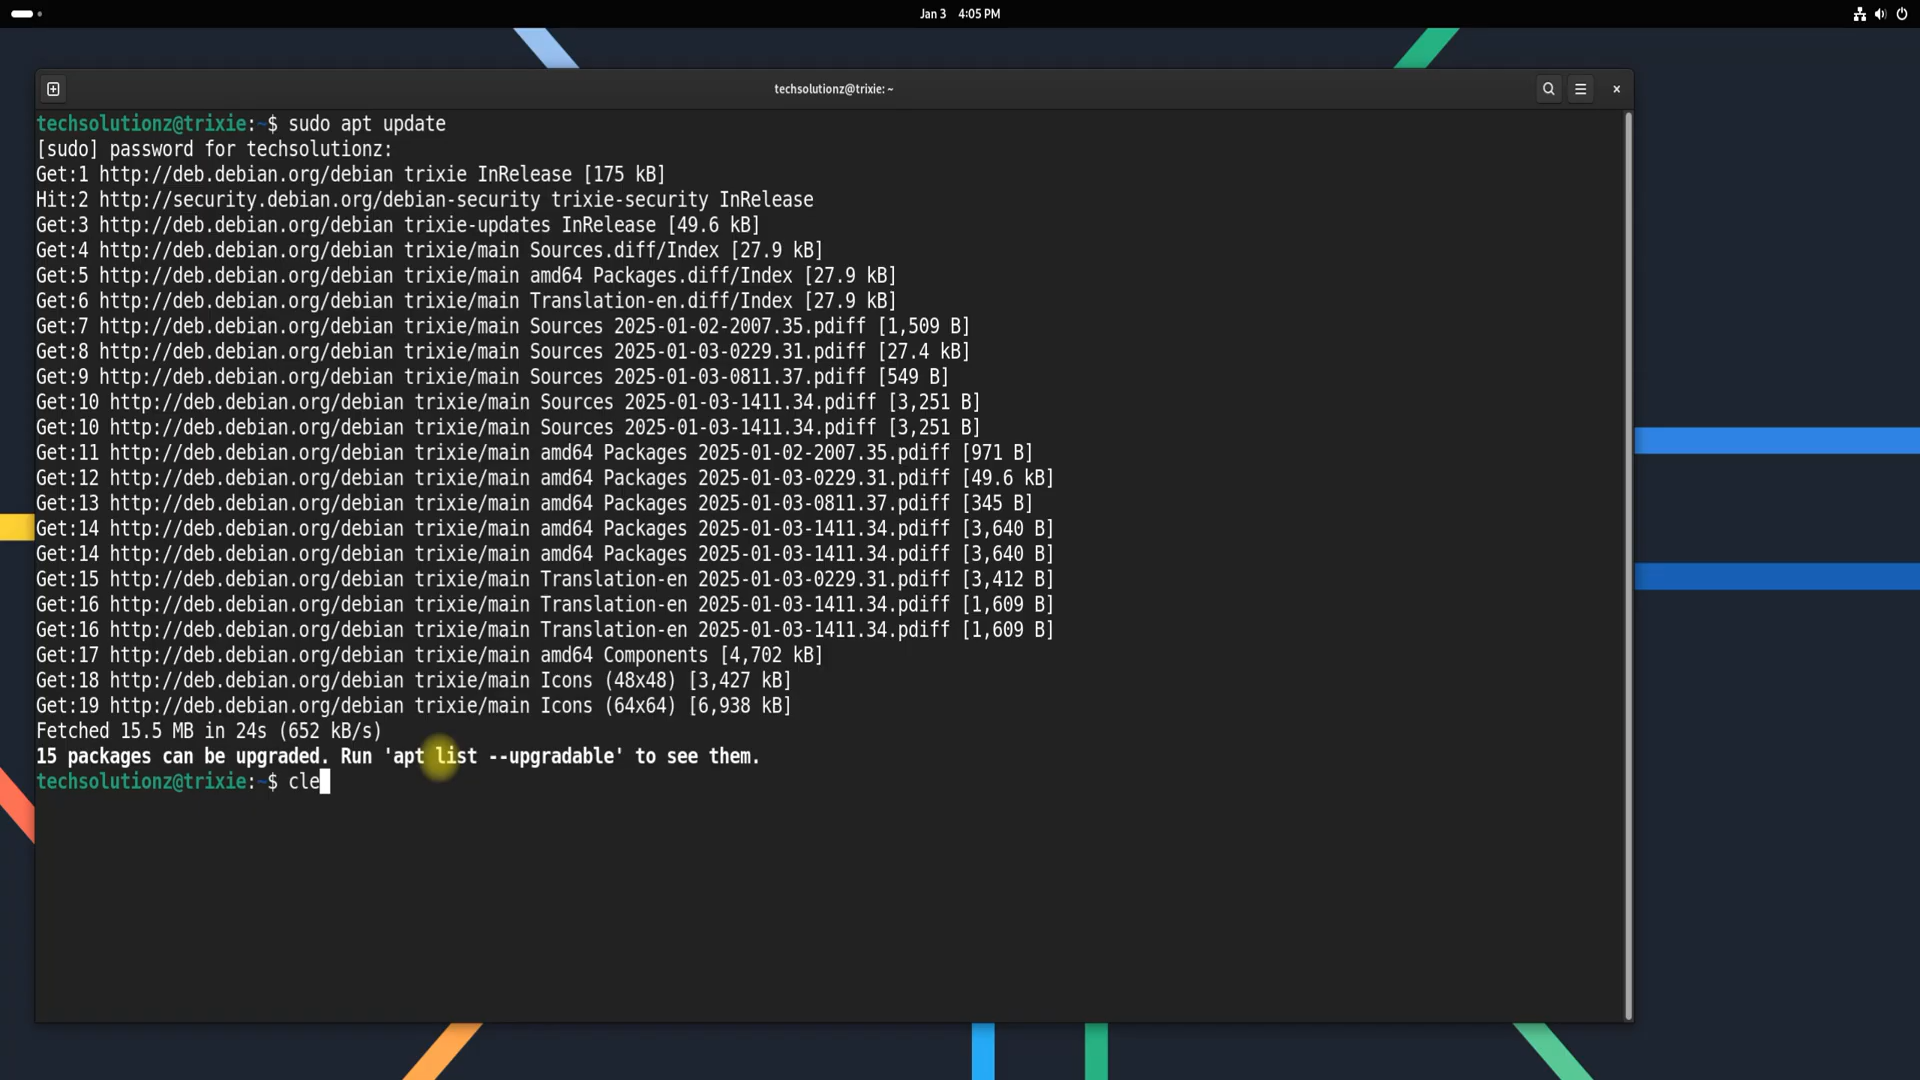 Jan 3 4:05 PM
techsolutionz@trixie: ~
techsolutionz@trixie:~$ sudo apt update
[sudo] password for techsolutionz:
Get:1 http://deb.debian.org/debian trixie InRelease [175 kB]
Hit:2 http://security.debian.org/debian-security trixie-security InRelease
Get:3 http://deb.debian.org/debian trixie-updates InRelease [49.6 kB]
Get:4 http://deb.debian.org/debian trixie/main Sources.diff/Index [27.9 kB]
Get:5 http://deb.debian.org/debian trixie/main amd64 Packages.diff/Index [27.9 kB]
Get:6 http://deb.debian.org/debian trixie/main Translation-en.diff/Index [27.9 kB]
Get:7 http://deb.debian.org/debian trixie/main Sources 2025-01-02-2007.35.pdiff [1,509 B]
Get:8 http://deb.debian.org/debian trixie/main Sources 2025-01-03-0229.31.pdiff [27.4 kB]
Get:9 http://deb.debian.org/debian trixie/main Sources 2025-01-03-0811.37.pdiff [549 B]
Get:10 http://deb.debian.org/debian trixie/main Sources 2025-01-03-1411.34.pdiff [3,251 B]
Get:10 http://deb.debian.org/debian trixie/main Sources 2025-01-03-1411.34.pdiff [3,251 B]
Get:11 http://deb.debian.org/debian trixie/main amd64 Packages 2025-01-02-2007.35.pdiff [971 B]
Get:12 http://deb.debian.org/debian trixie/main amd64 Packages 2025-01-03-0229.31.pdiff [49.6 kB]
Get:13 http://deb.debian.org/debian trixie/main amd64 Packages 2025-01-03-0811.37.pdiff [345 B]
Get:14 http://deb.debian.org/debian trixie/main amd64 Packages 2025-01-03-1411.34.pdiff [3,640 B]
Get:14 http://deb.debian.org/debian trixie/main amd64 Packages 2025-01-03-1411.34.pdiff [3,640 B]
Get:15 http://deb.debian.org/debian trixie/main Translation-en 2025-01-03-0229.31.pdiff [3,412 B]
Get:16 http://deb.debian.org/debian trixie/main Translation-en 2025-01-03-1411.34.pdiff [1,609 B]
Get:16 http://deb.debian.org/debian trixie/main Translation-en 2025-01-03-1411.34.pdiff [1,609 B]
Get:17 http://deb.debian.org/debian trixie/main amd64 Components [4,702 kB]
Get:18 http://deb.debian.org/debian trixie/main Icons (48x48) [3,427 kB]
Get:19 http://deb.debian.org/debian trixie/main Icons (64x64) [6,938 kB]
Fetched 15.5 MB in 24s (652 kB/s)
15 packages can be upgraded. Run 'apt list --upgradable' to see them.
techsolutionz@trixie:~$ cle